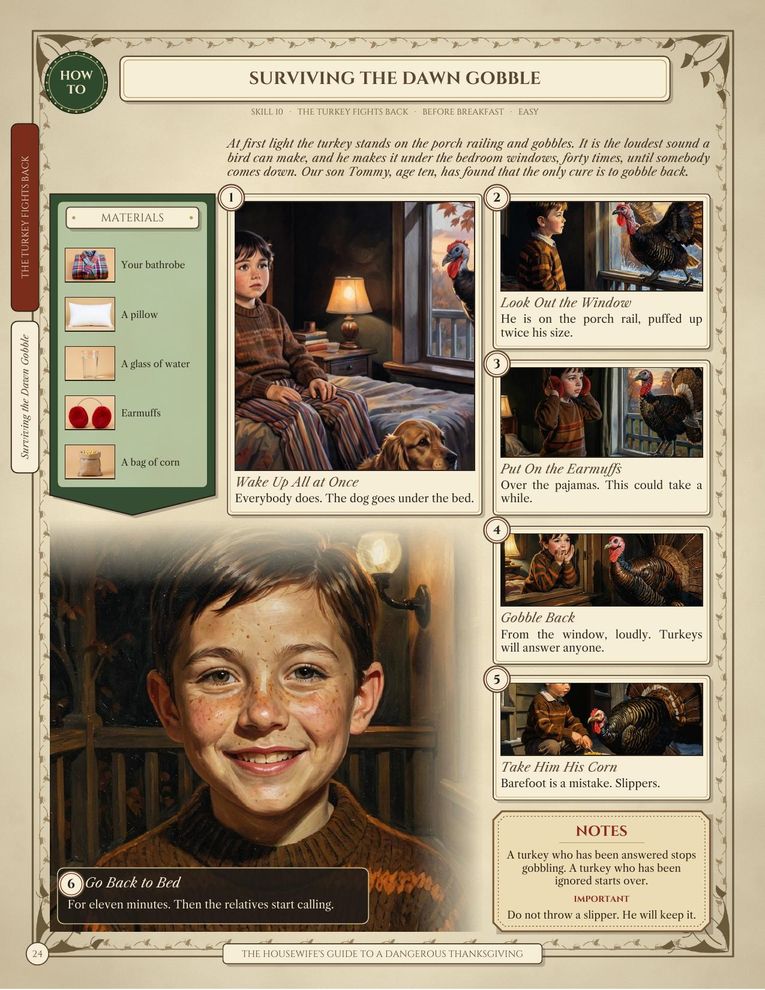 HOW
TO
SURVIVING THE DAWN GOBBLE
SKILL 10 · THE TURKEY FIGHTS BACK · BEFORE BREAKFAST · EASY
THE TURKEY FIGHTS BACK
Surviving the Dawn Gobble
At first light the turkey stands on the porch railing and gobbles. It is the loudest sound a
bird can make, and he makes it under the bedroom windows, forty times, until somebody
comes down. Our son Tommy, age ten, has found that the only cure is to gobble back.
MATERIALS
Your bathrobe
A pillow
A glass of water
Earmuffs
A bag of corn
1
Wake Up All at Once
Everybody does. The dog goes under the bed.
2
Look Out the Window
He is on the porch rail, puffed up
twice his size.
3
Put On the Earmuffs
Over the pajamas. This could take a
while.
4
Gobble Back
From the window, loudly. Turkeys
will answer anyone.
5
Take Him His Corn
Barefoot is a mistake. Slippers.
6 Go Back to Bed
For eleven minutes. Then the relatives start calling.
NOTES
A turkey who has been answered stops
gobbling. A turkey who has been
ignored starts over.
IMPORTANT
Do not throw a slipper. He will keep it.
24
THE HOUSEWIFE'S GUIDE TO A DANGEROUS THANKSGIVING